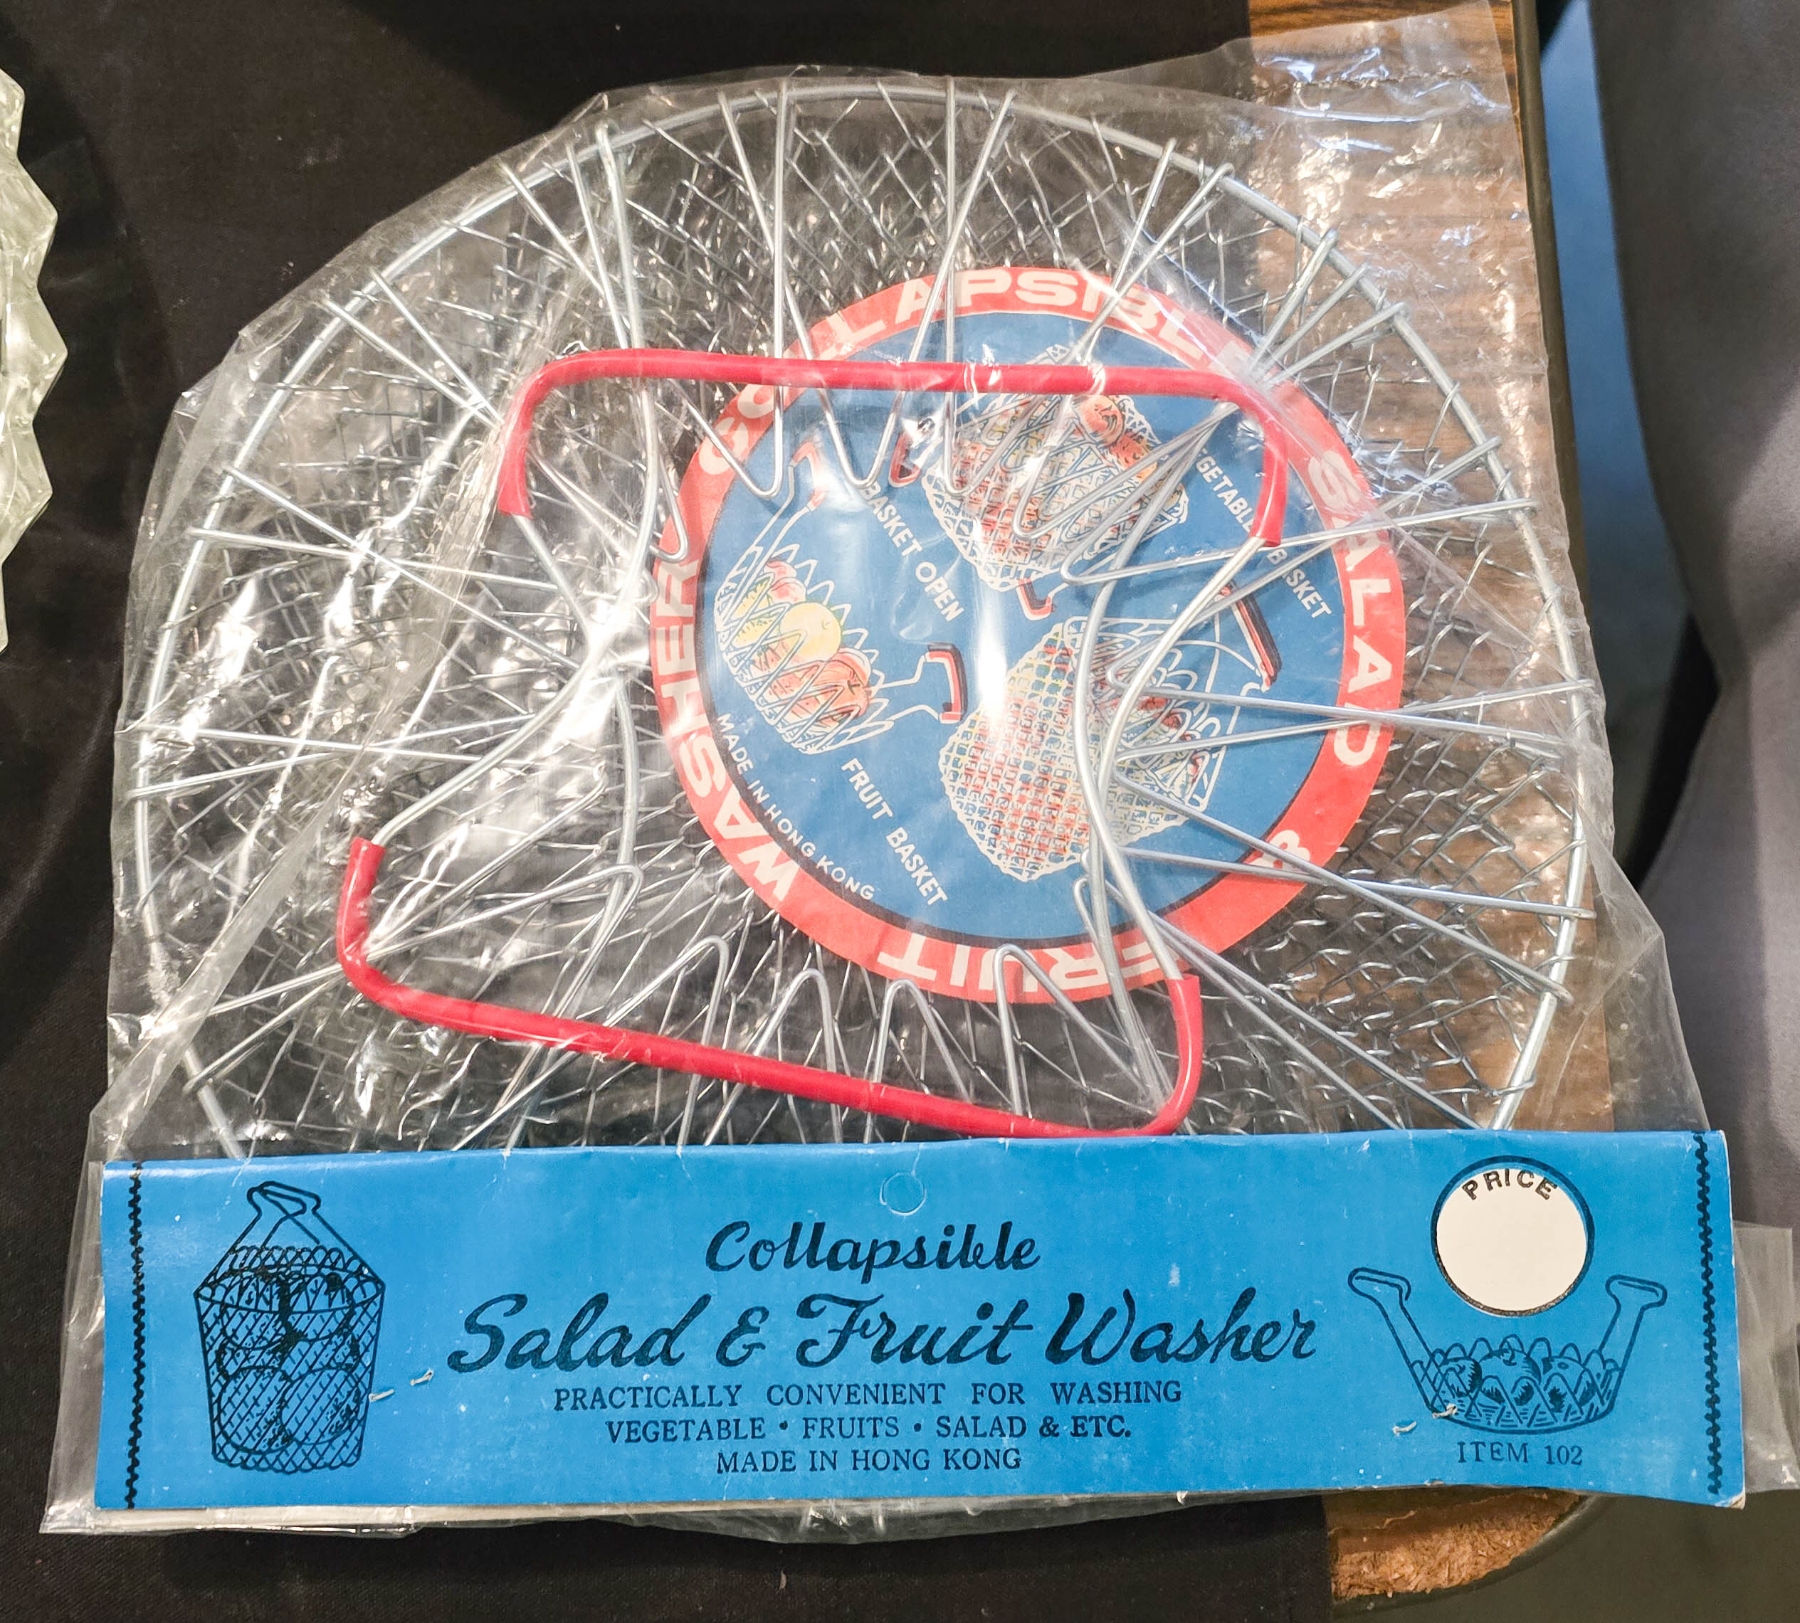 COLLAPSIBLE SALAD & FRUIT WASHER
VEGETABLE BASKET
BASKET OPEN
FRUIT BASKET
MADE IN HONG KONG
PRICE
Collapsible
Salad & Fruit Washer
PRACTICALLY CONVENIENT FOR WASHING
VEGETABLE • FRUITS • SALAD & ETC.
MADE IN HONG KONG
ITEM 102